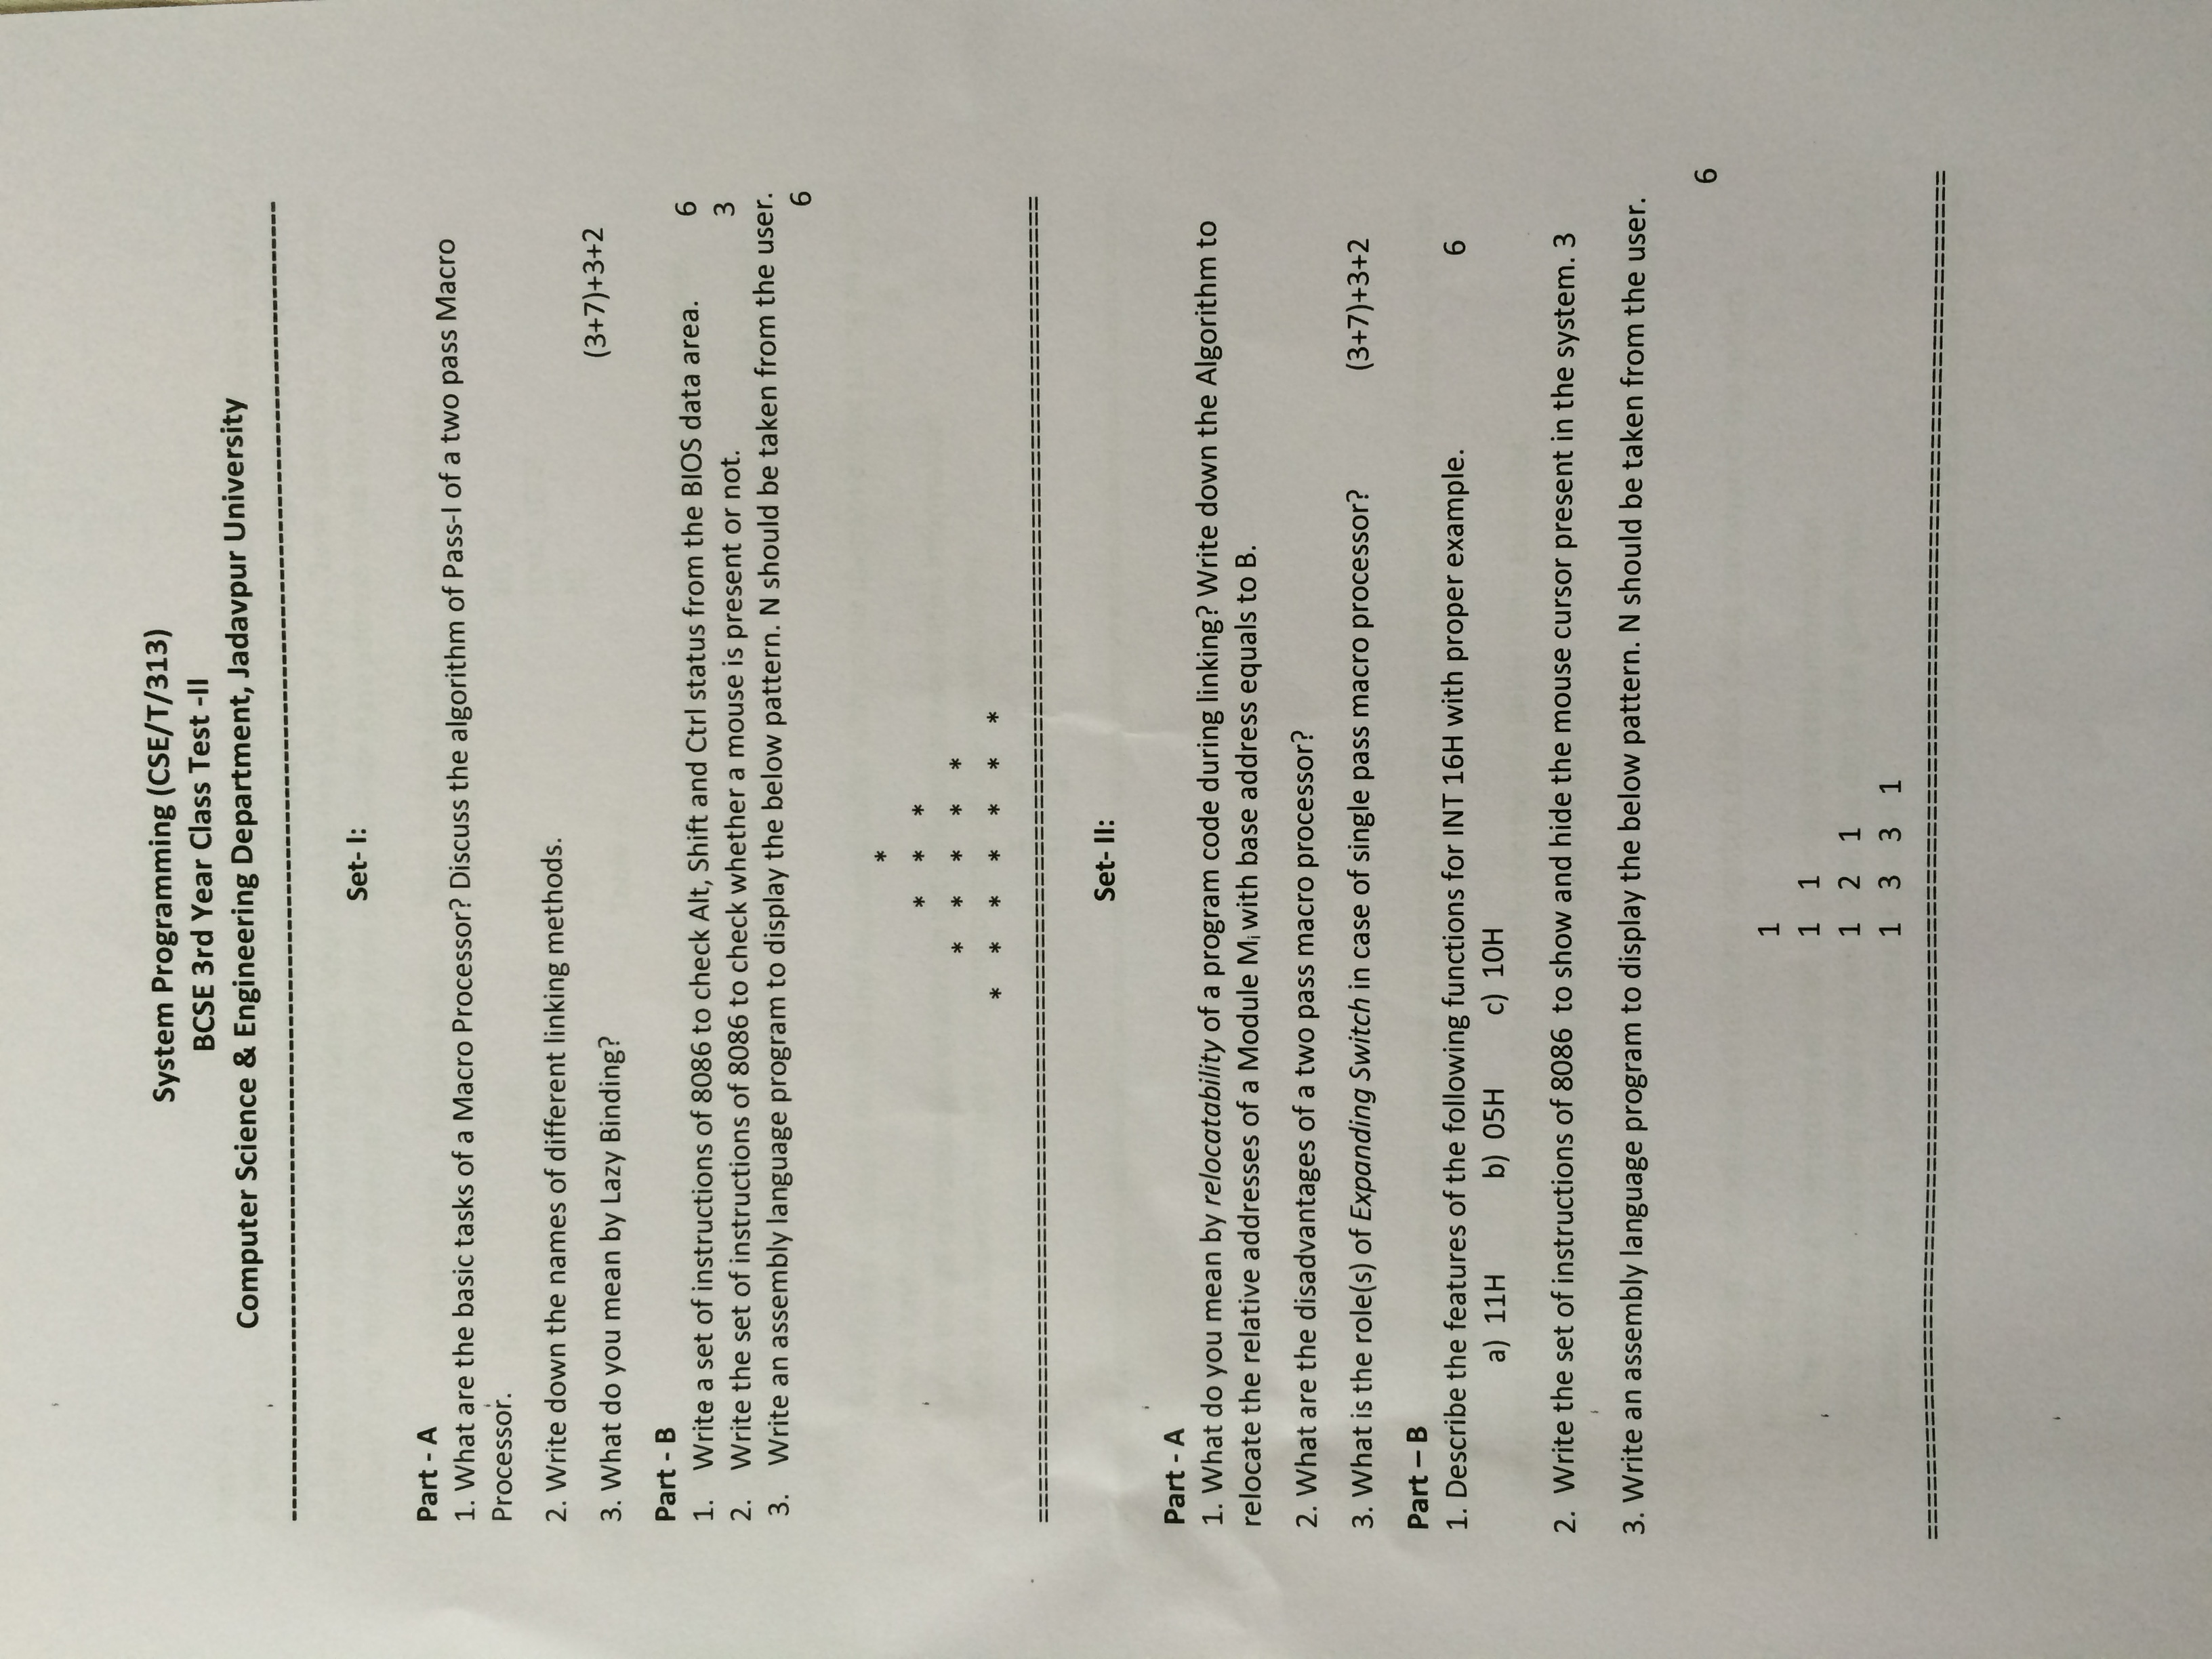 System Programming (CSE/T/313)
BCSE 3rd Year Class Test -II
Computer Science & Engineering Department, Jadavpur University
--------------------------------------------------------------------------------
Set- I:
Part - A
1. What are the basic tasks of a Macro Processor? Discuss the algorithm of Pass-I of a two pass Macro
Processor.
2. Write down the names of different linking methods.
3. What do you mean by Lazy Binding? (3+7)+3+2
Part - B
1. Write a set of instructions of 8086 to check Alt, Shift and Ctrl status from the BIOS data area. 6
2. Write the set of instructions of 8086 to check whether a mouse is present or not. 3
3. Write an assembly language program to display the below pattern. N should be taken from the user.
6
*
* * *
* * * * *
* * * * * * *
================================================================================
Set- II:
Part - A
1. What do you mean by relocatability of a program code during linking? Write down the Algorithm to
relocate the relative addresses of a Module Mi with base address equals to B.
2. What are the disadvantages of a two pass macro processor?
3. What is the role(s) of Expanding Switch in case of single pass macro processor? (3+7)+3+2
Part – B
1. Describe the features of the following functions for INT 16H with proper example. 6
a) 11H b) 05H c) 10H
2. Write the set of instructions of 8086 to show and hide the mouse cursor present in the system. 3
3. Write an assembly language program to display the below pattern. N should be taken from the user.
6
1
1 1
1 2 1
1 3 3 1
================================================================================